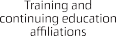 Training and
continuing education
affiliations